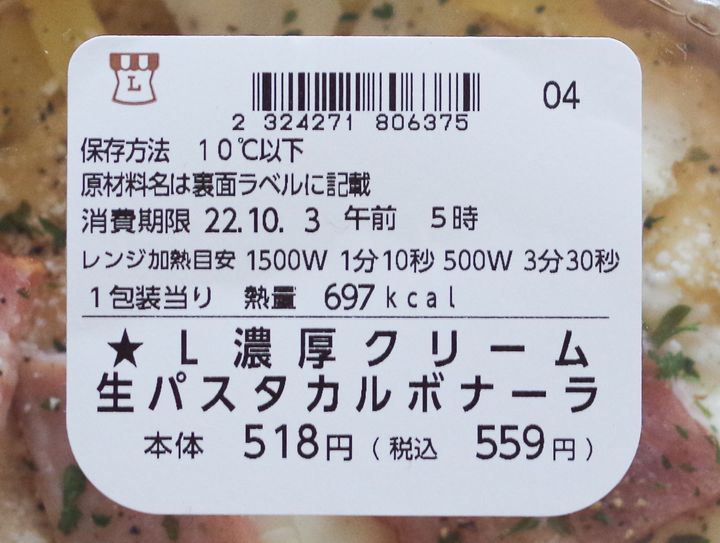 L
04
2 324271 806375
保存方法 10℃以下
原材料名は裏面ラベルに記載
消費期限 22.10. 3 午前 5時
レンジ加熱目安 1500W 1分10秒 500W 3分30秒
1包装当り 熱量 697kcal
★L濃厚クリーム
生パスタカルボナーラ
本体 518円(税込 559円)